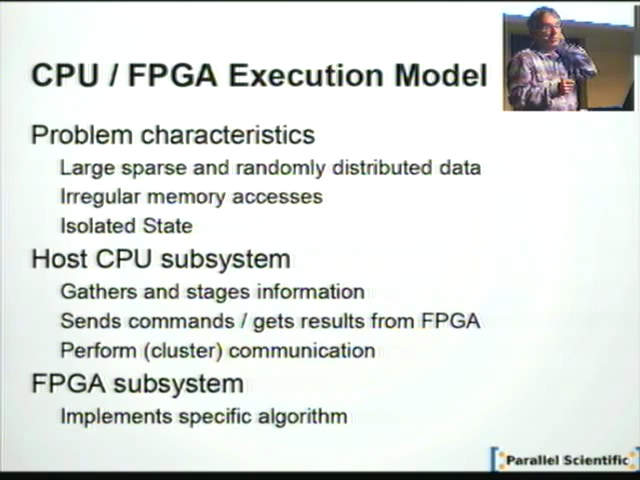 CPU / FPGA Execution Model
Problem characteristics
Large sparse and randomly distributed data
Irregular memory accesses
Isolated State
Host CPU subsystem
Gathers and stages information
Sends commands / gets results from FPGA
Perform (cluster) communication
FPGA subsystem
Implements specific algorithm
Parallel Scientific